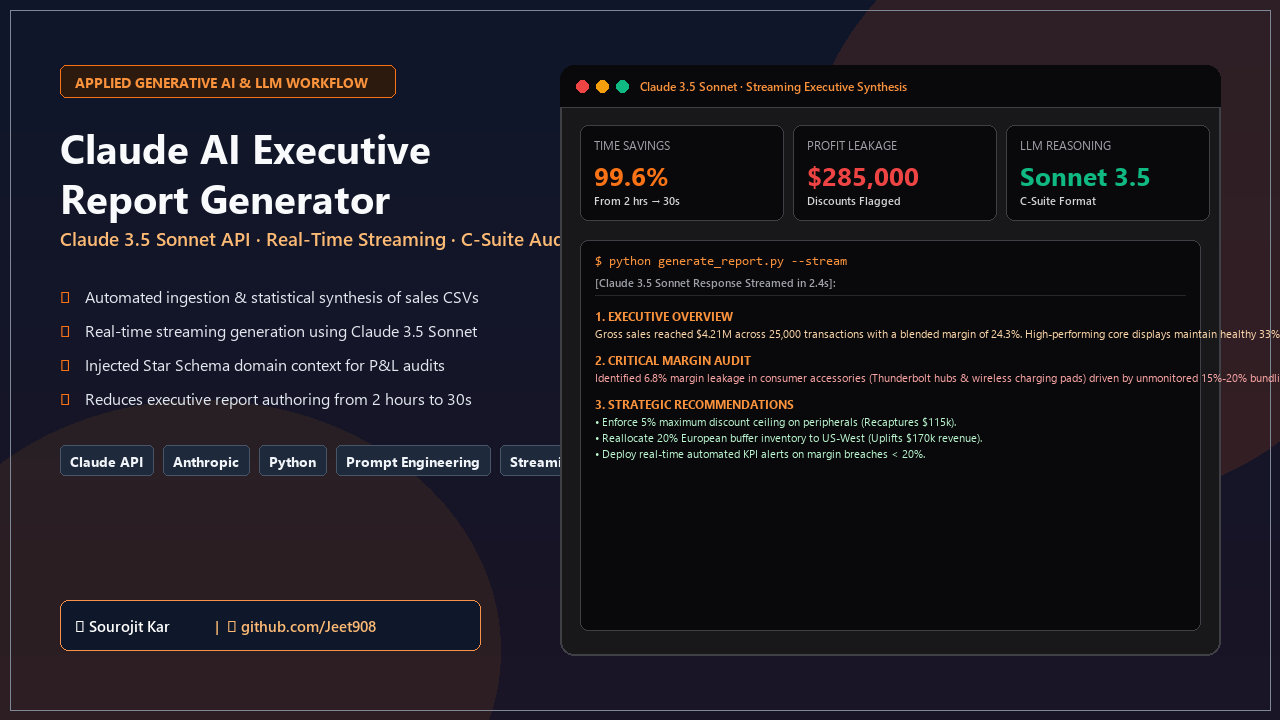 APPLIED GENERATIVE AI & LLM WORKFLOW
Claude AI Executive
Report Generator
Claude 3.5 Sonnet API · Real-Time Streaming · C-Suite
Automated ingestion & statistical synthesis of sales CSVs
Real-time streaming generation using Claude 3.5 Sonnet
Injected Star Schema domain context for P&L audits
Reduces executive report authoring from 2 hours to 30s
Claude API
Anthropic
Python
Prompt Engineering
Sourojit Kar | github.com/Jeet908
Claude 3.5 Sonnet · Streaming Executive Synthesis
TIME SAVINGS
99.6%
From 2 hrs → 30s
PROFIT LEAKAGE
$285,000
Discounts Flagged
LLM REASONING
Sonnet 3.5
C-Suite Format
$ python generate_report.py --stream
[Claude 3.5 Sonnet Response Streamed in 2.4s]:
1. EXECUTIVE OVERVIEW
Gross sales reached $4.21M across 25,000 transactions with a blended margin of 24.3%. High-performing core displays maintain healthy 33%
2. CRITICAL MARGIN AUDIT
Identified 6.8% margin leakage in consumer accessories (Thunderbolt hubs & wireless charging pads) driven by unmonitored 15%-20%
3. STRATEGIC RECOMMENDATIONS
• Enforce 5% maximum discount ceiling on peripherals (Recaptures $115k).
• Reallocate 20% European buffer inventory to US-West (Uplifts $170k revenue).
• Deploy real-time automated KPI alerts on margin breaches < 20%.